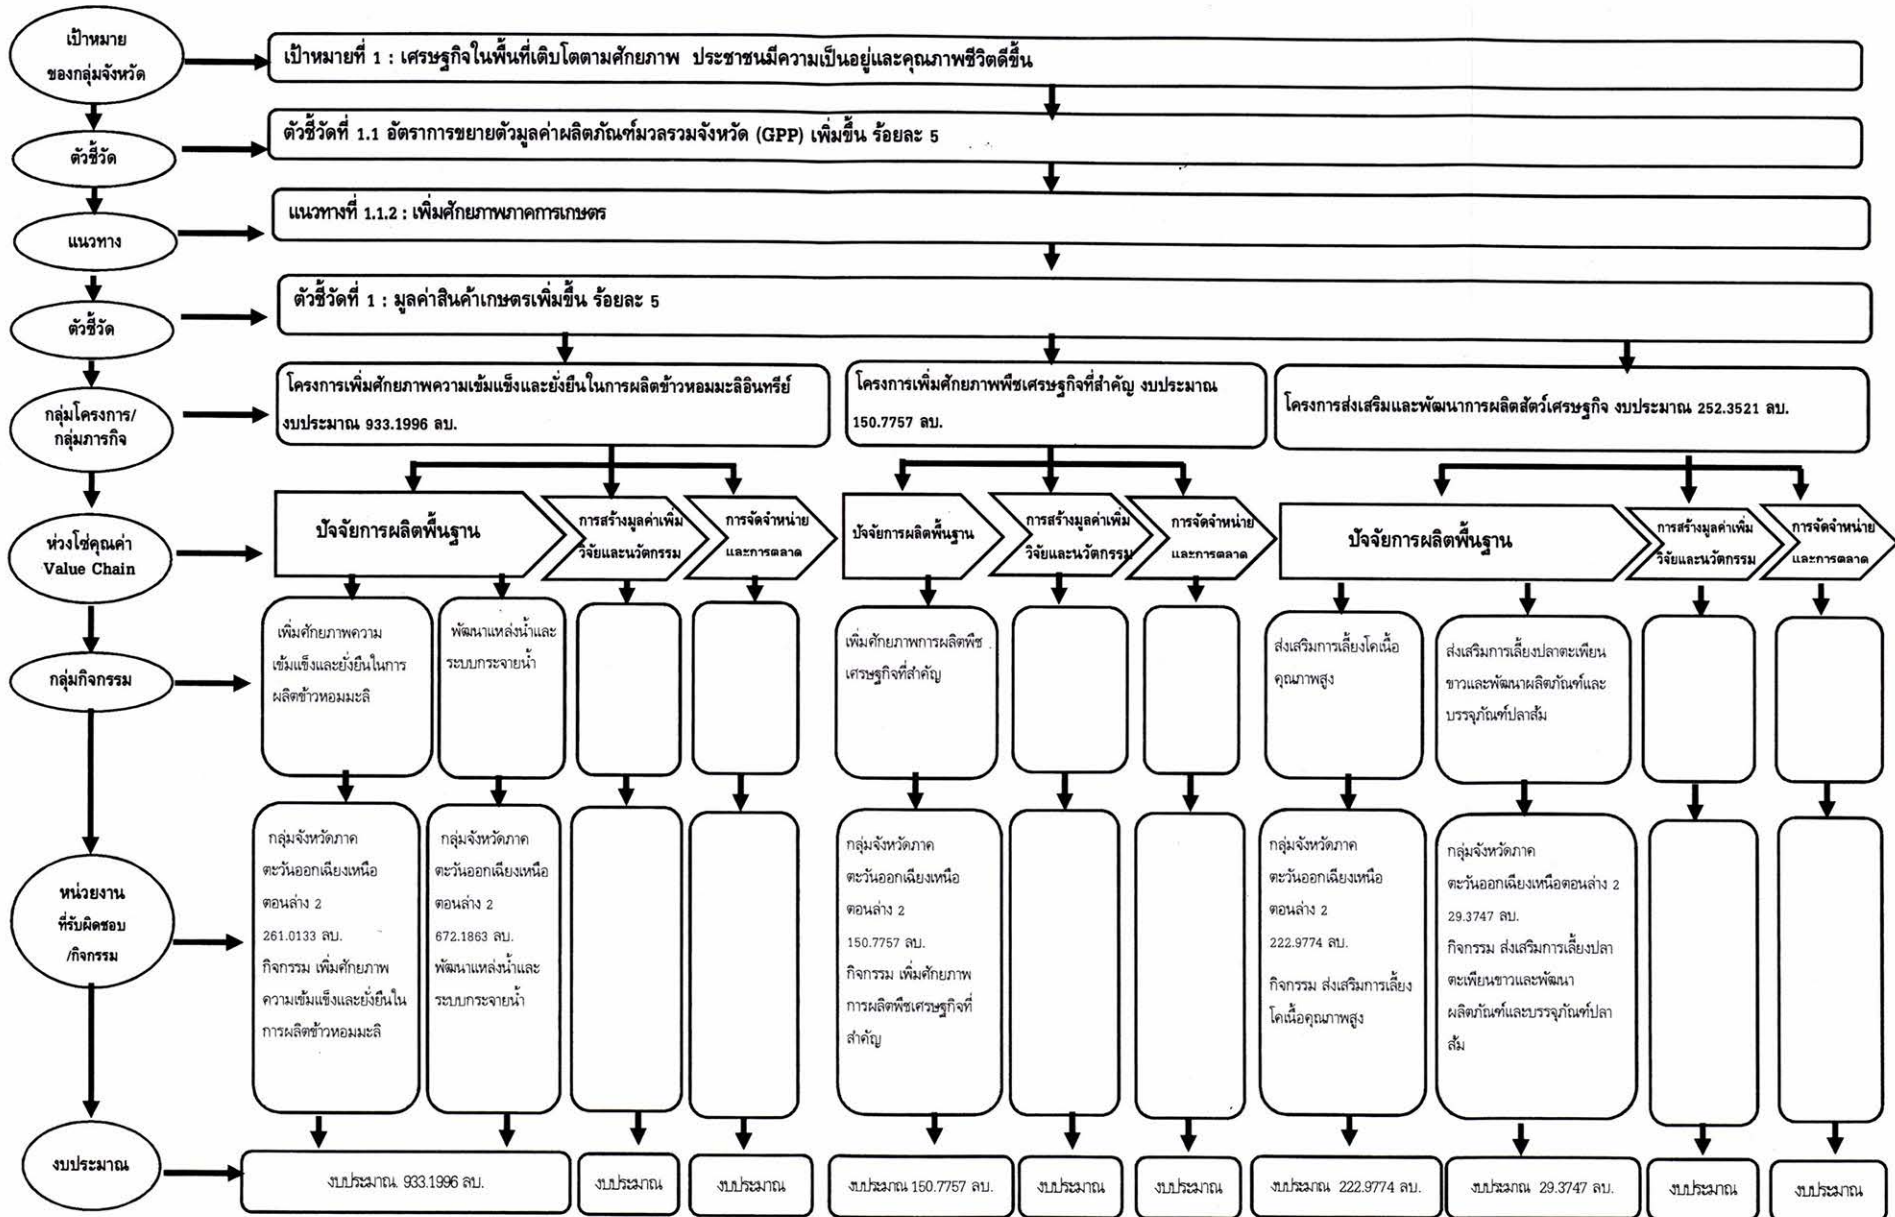 เป้าหมาย
ของกลุ่มจังหวัด
เป้าหมายที่ 1 : เศรษฐกิจในพื้นที่เติบโตตามศักยภาพ ประชาชนมีความเป็นอยู่และคุณภาพชีวิตดีขึ้น
ตัวชี้วัด
ตัวชี้วัดที่ 1.1 อัตราการขยายตัวมูลค่าผลิตภัณฑ์มวลรวมจังหวัด (GPP) เพิ่มขึ้น ร้อยละ 5
แนวทาง
แนวทางที่ 1.1.2 : เพิ่มศักยภาพภาคการเกษตร
ตัวชี้วัด
ตัวชี้วัดที่ 1 : มูลค่าสินค้าเกษตรเพิ่มขึ้น ร้อยละ 5
กลุ่มโครงการ/
กลุ่มภารกิจ
โครงการเพิ่มศักยภาพความเข้มแข็งและยั่งยืนในการผลิตข้าวหอมมะลิอินทรีย์
งบประมาณ 933.1996 ลบ.
โครงการเพิ่มศักยภาพพืชเศรษฐกิจที่สำคัญ งบประมาณ
150.7757 ลบ.
โครงการส่งเสริมและพัฒนาการผลิตสัตว์เศรษฐกิจ งบประมาณ 252.3521 ลบ.
ห่วงโซ่คุณค่า
Value Chain
ปัจจัยการผลิตพื้นฐาน
การสร้างมูลค่าเพิ่ม
วิจัยและนวัตกรรม
การจัดจำหน่าย
และการตลาด
ปัจจัยการผลิตพื้นฐาน
การสร้างมูลค่าเพิ่ม
วิจัยและนวัตกรรม
การจัดจำหน่าย
และการตลาด
ปัจจัยการผลิตพื้นฐาน
การสร้างมูลค่าเพิ่ม
วิจัยและนวัตกรรม
การจัดจำหน่าย
และการตลาด
กลุ่มกิจกรรม
เพิ่มศักยภาพความ
เข้มแข็งและยั่งยืนในการ
ผลิตข้าวหอมมะลิ
พัฒนาแหล่งน้ำและ
ระบบกระจายน้ำ
เพิ่มศักยภาพการผลิตพืช
เศรษฐกิจที่สำคัญ
ส่งเสริมการเลี้ยงโคเนื้อ
คุณภาพสูง
ส่งเสริมการเลี้ยงปลาตะเพียน
ขาวและพัฒนาผลิตภัณฑ์และ
บรรจุภัณฑ์ปลาส้ม
หน่วยงาน
ที่รับผิดชอบ
/กิจกรรม
กลุ่มจังหวัดภาค
ตะวันออกเฉียงเหนือ
ตอนล่าง 2
261.0133 ลบ.
กิจกรรม เพิ่มศักยภาพ
ความเข้มแข็งและยั่งยืนใน
การผลิตข้าวหอมมะลิ
กลุ่มจังหวัดภาค
ตะวันออกเฉียงเหนือ
ตอนล่าง 2
672.1863 ลบ.
พัฒนาแหล่งน้ำและ
ระบบกระจายน้ำ
กลุ่มจังหวัดภาค
ตะวันออกเฉียงเหนือ
ตอนล่าง 2
150.7757 ลบ.
กิจกรรม เพิ่มศักยภาพ
การผลิตพืชเศรษฐกิจที่
สำคัญ
กลุ่มจังหวัดภาค
ตะวันออกเฉียงเหนือ
ตอนล่าง 2
222.9774 ลบ.
กิจกรรม ส่งเสริมการเลี้ยง
โคเนื้อคุณภาพสูง
กลุ่มจังหวัดภาค
ตะวันออกเฉียงเหนือตอนล่าง 2
29.3747 ลบ.
กิจกรรม ส่งเสริมการเลี้ยงปลา
ตะเพียนขาวและพัฒนา
ผลิตภัณฑ์และบรรจุภัณฑ์ปลา
ส้ม
งบประมาณ
งบประมาณ 933.1996 ลบ.
งบประมาณ
งบประมาณ
งบประมาณ 150.7757 ลบ.
งบประมาณ
งบประมาณ
งบประมาณ 222.9774 ลบ.
งบประมาณ 29.3747 ลบ.
งบประมาณ
งบประมาณ